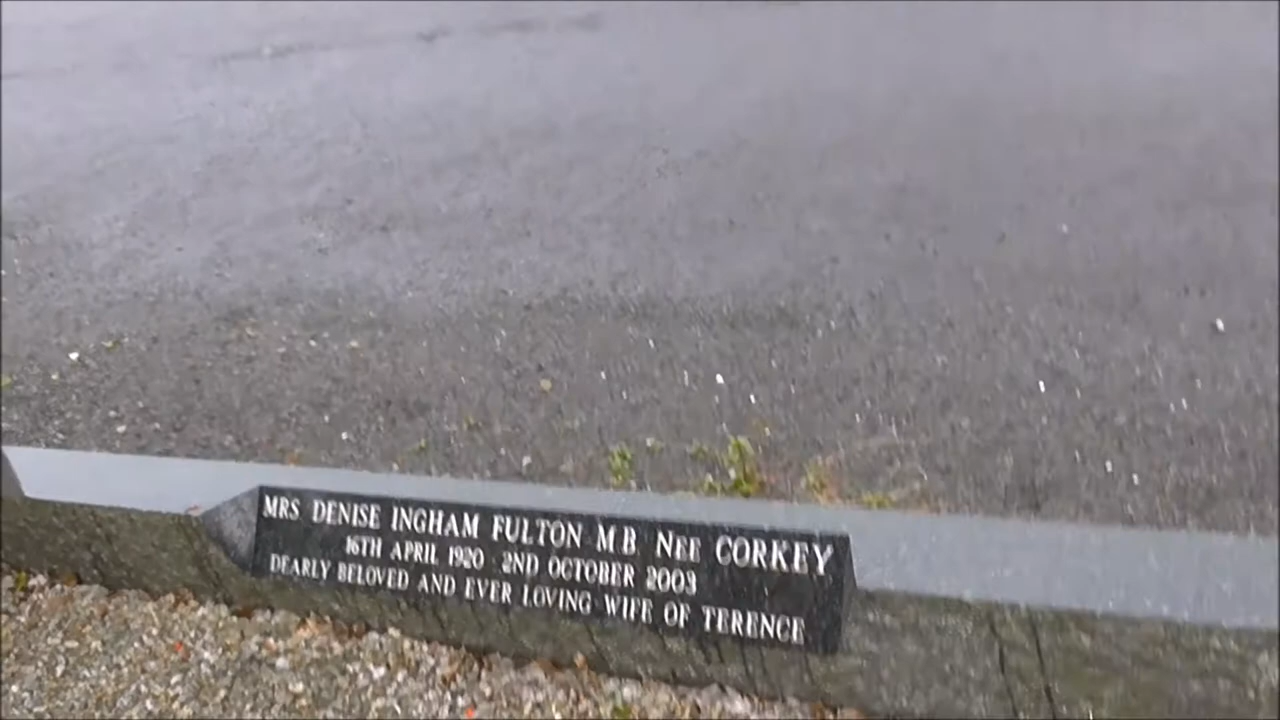 MRS DENISE INGHAM FULTON M.B. NEE CORKEY
16TH APRIL 1920 - 2ND OCTOBER 2003
DEARLY BELOVED AND EVER LOVING WIFE OF TERENCE